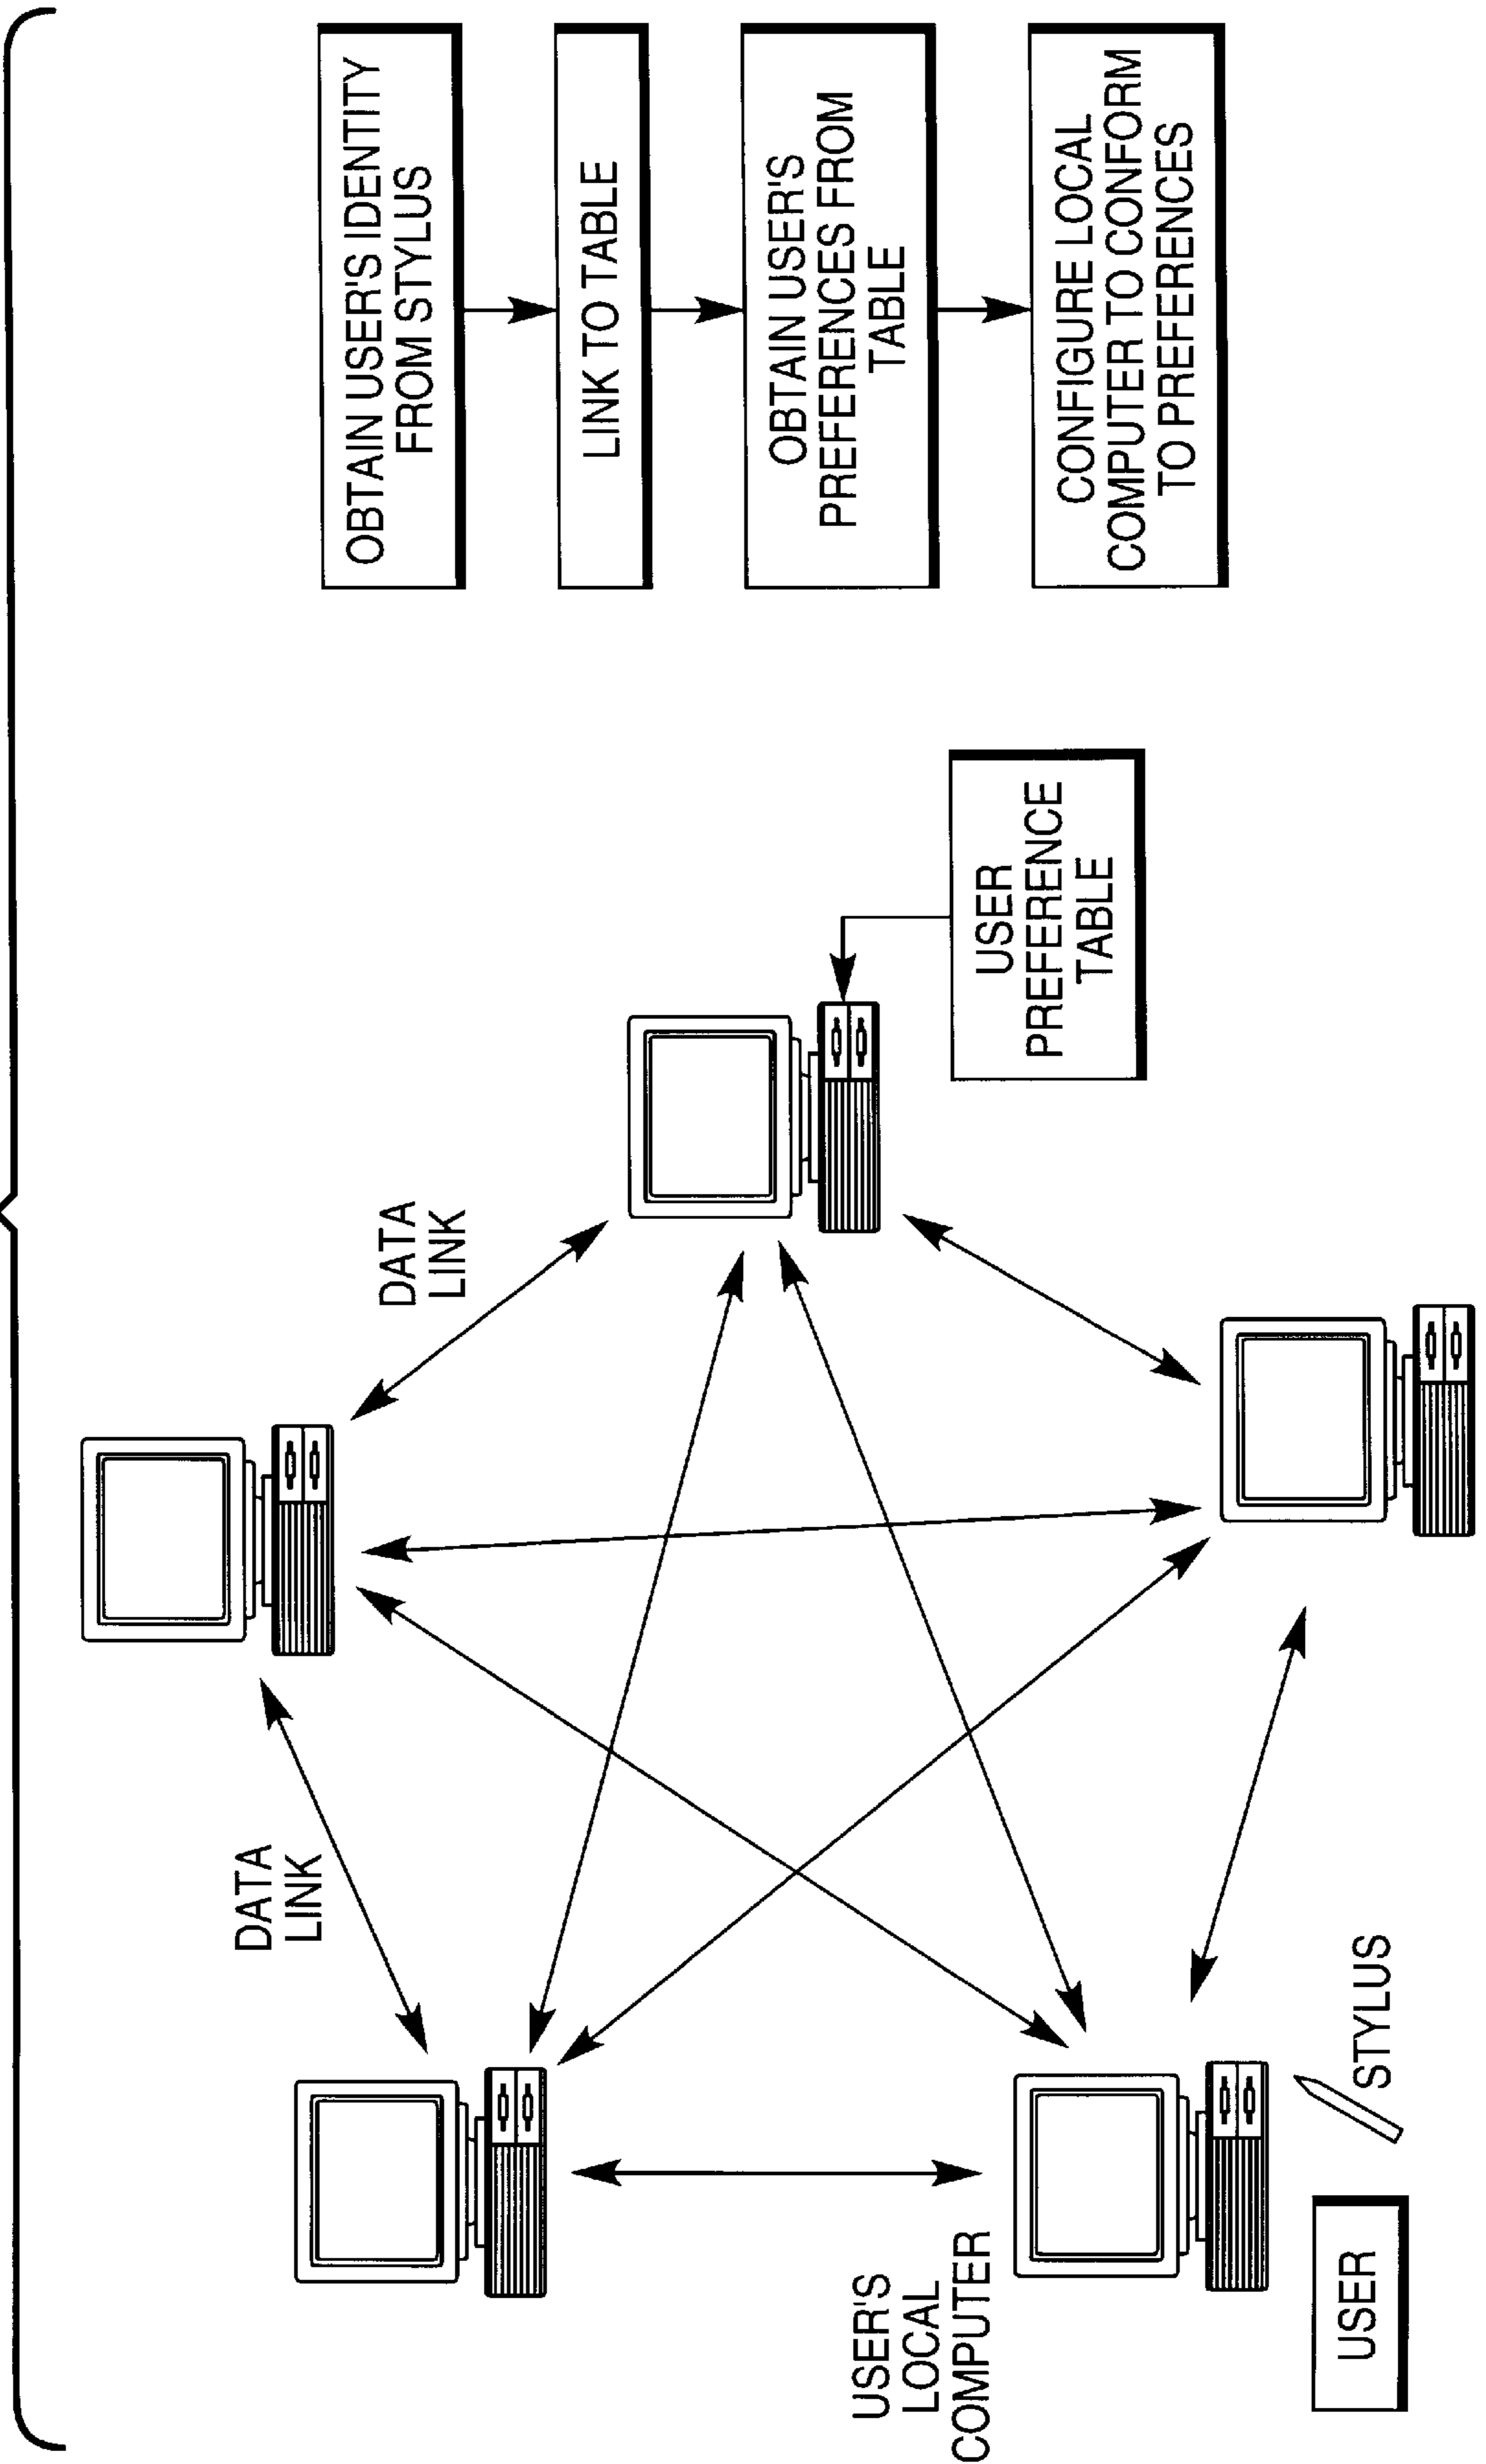 DATA
LINK
DATA
LINK
USER'S
LOCAL
COMPUTER
USER
STYLUS
USER
PREFERENCE
TABLE
OBTAIN USER'S IDENTITY
FROM STYLUS
LINK TO TABLE
OBTAIN USER'S
PREFERENCES FROM
TABLE
CONFIGURE LOCAL
COMPUTER TO CONFORM
TO PREFERENCES